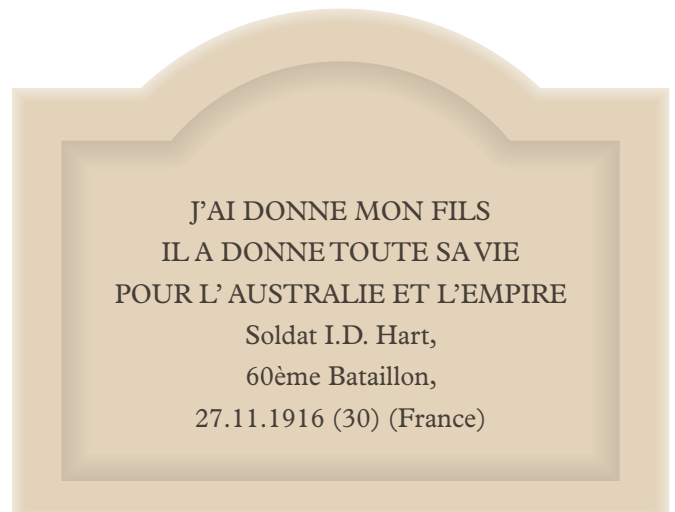 J’AI DONNE MON FILS
IL A DONNE TOUTE SA VIE
POUR L’ AUSTRALIE ET L’EMPIRE
Soldat I.D. Hart,
60ème Bataillon,
27.11.1916 (30) (France)